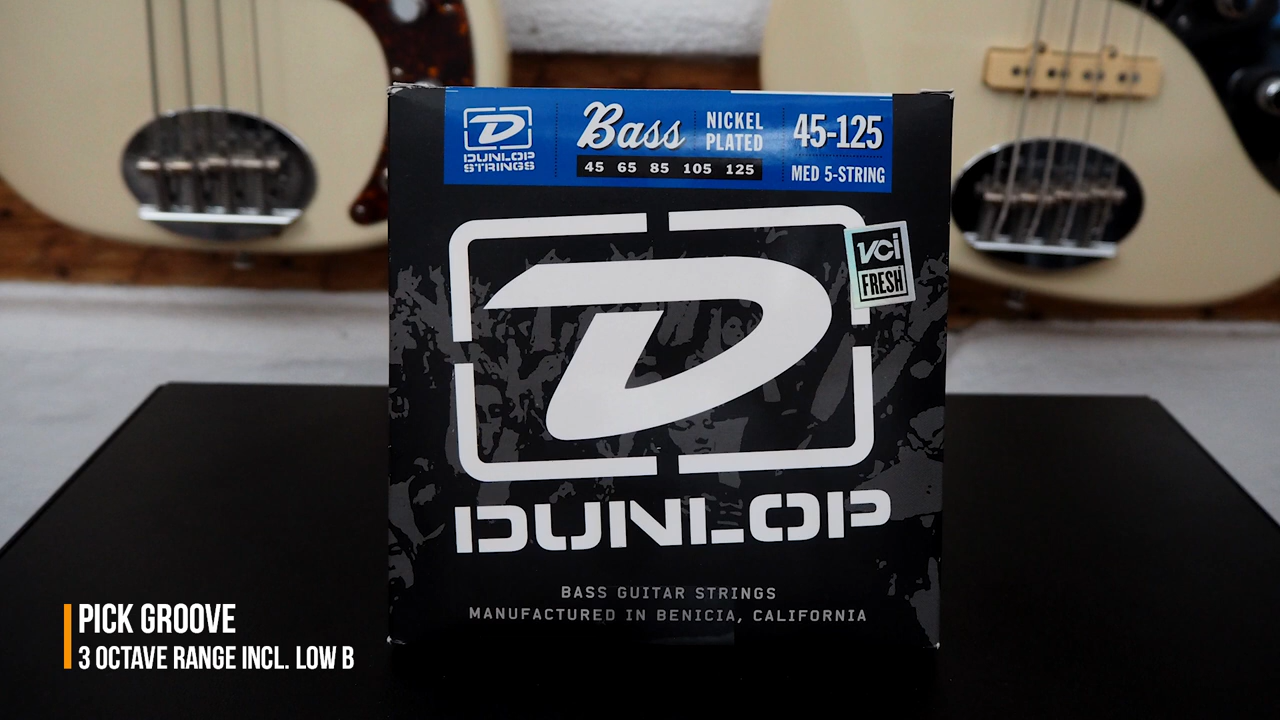 DUNLOP
STRINGS
Bass
NICKEL
PLATED
45 65 85 105 125
45-125
MED 5-STRING
VCI
FRESH
D
DUNLOP
BASS GUITAR STRINGS
MANUFACTURED IN BENICIA, CALIFORNIA
PICK GROOVE
3 OCTAVE RANGE INCL. LOW B